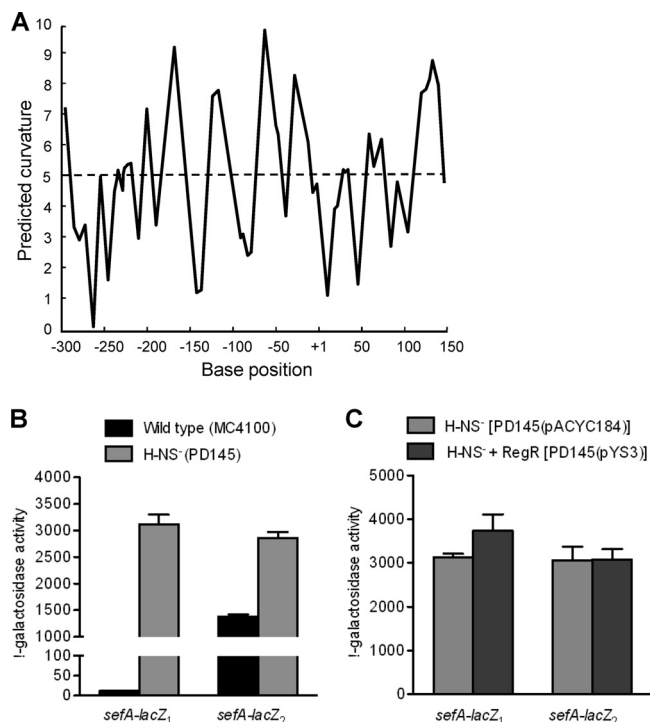 A
Predicted curvature
10
9
8
7
6
5
4
3
2
1
0
-300 -250 -200 -150 -100 -50 +1 50 100 150
Base position
B
Wild type (MC4100)
H-NS⁻ (PD145)
!-galactosidase activity
4000
3500
3000
2500
2000
1500
1000
100
50
0
sefA-lacZ₁ sefA-lacZ₂
C
H-NS⁻ [PD145(pACYC184)]
H-NS⁻ + RegR [PD145(pYS3)]
!-galactosidase activity
5000
4000
3000
2000
1000
0
sefA-lacZ₁ sefA-lacZ₂